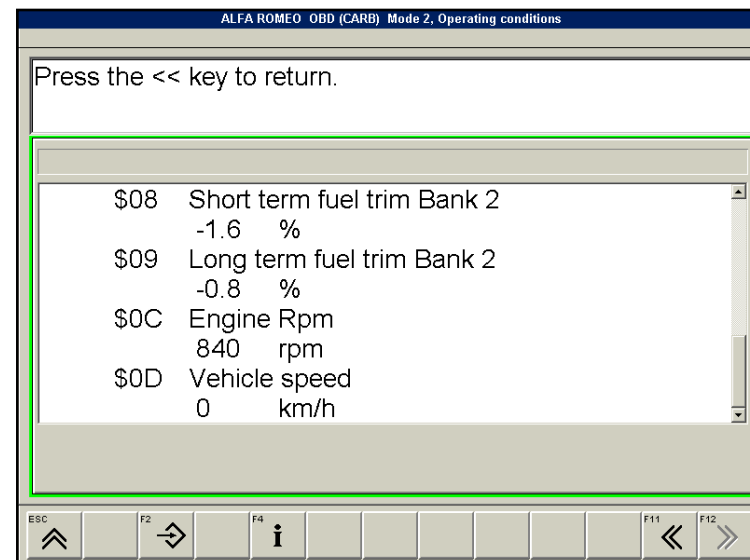 ALFA ROMEO OBD (CARB) Mode 2, Operating conditions
Press the << key to return.
$08 Short term fuel trim Bank 2
-1.6 %
$09 Long term fuel trim Bank 2
-0.8 %
$0C Engine Rpm
840 rpm
$0D Vehicle speed
0 km/h
ESC F2 F4 i F11 F12